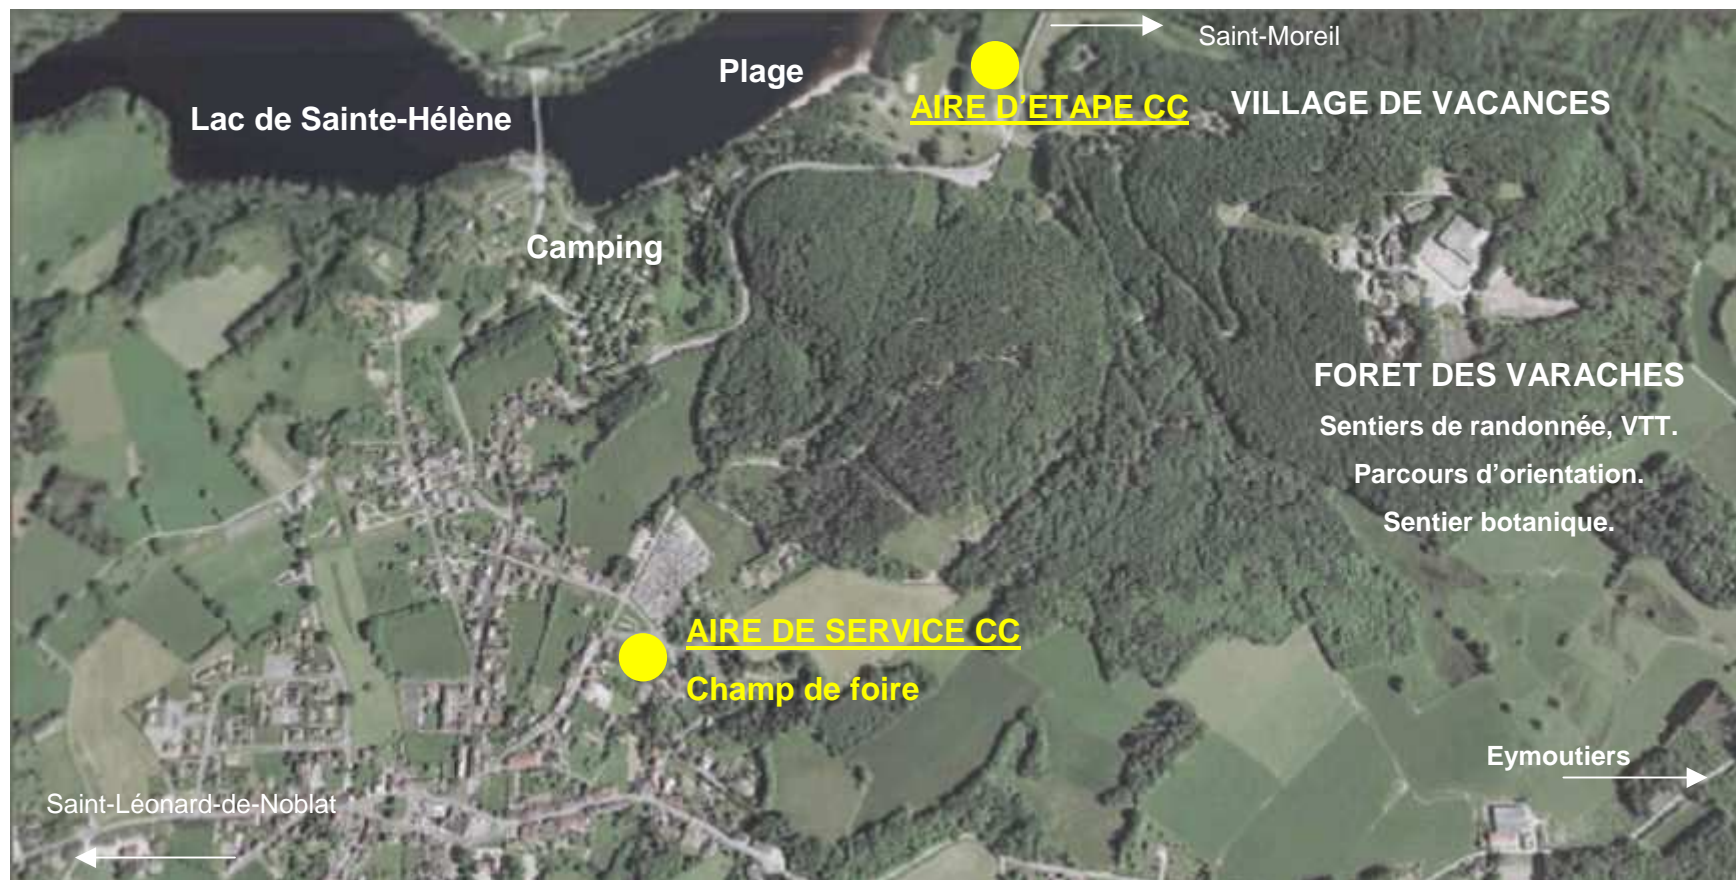 Saint-Moreil
Plage
AIRE D'ETAPE CC
VILLAGE DE VACANCES
Lac de Sainte-Hélène
Camping
FORET DES VARACHES
Sentiers de randonnée, VTT.
Parcours d'orientation.
Sentier botanique.
AIRE DE SERVICE CC
Champ de foire
Eymoutiers
Saint-Léonard-de-Noblat